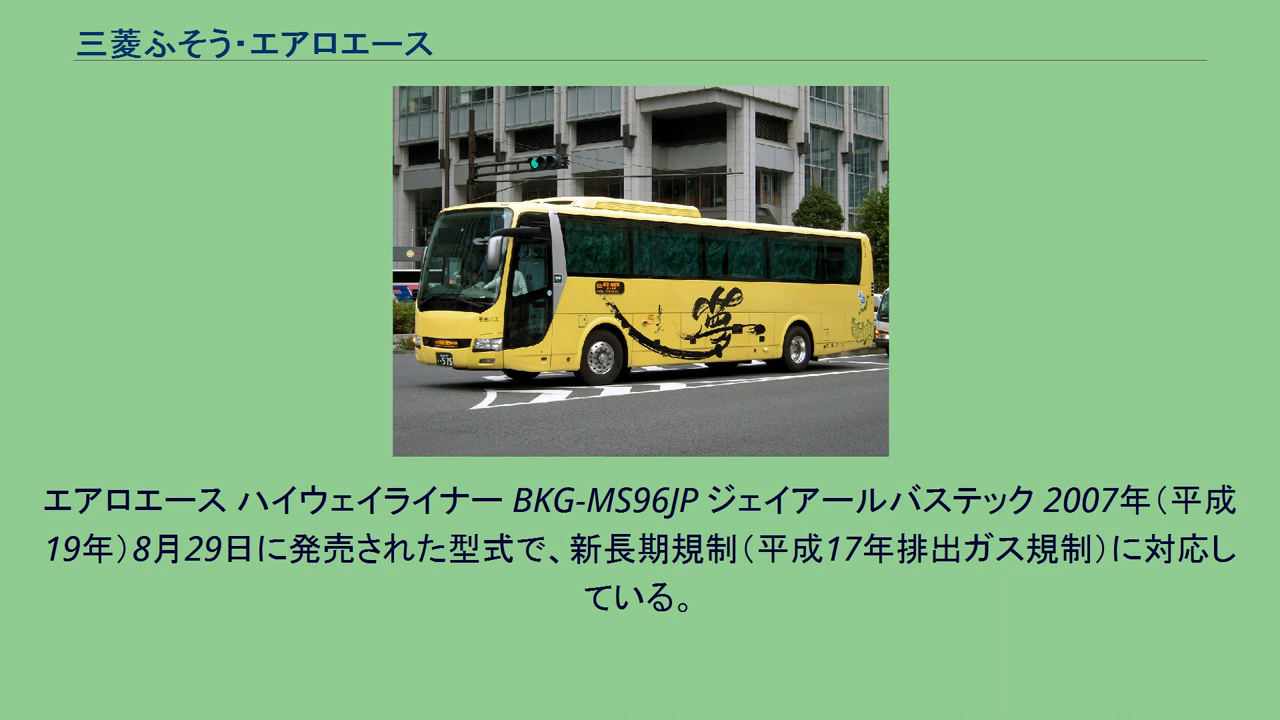 三菱ふそう・エアロエース
夢
575
エアロエース ハイウェイライナー BKG-MS96JP ジェイアールバステック 2007年（平成
19年）8月29日に発売された型式で、新長期規制（平成17年排出ガス規制）に対応し
ている。